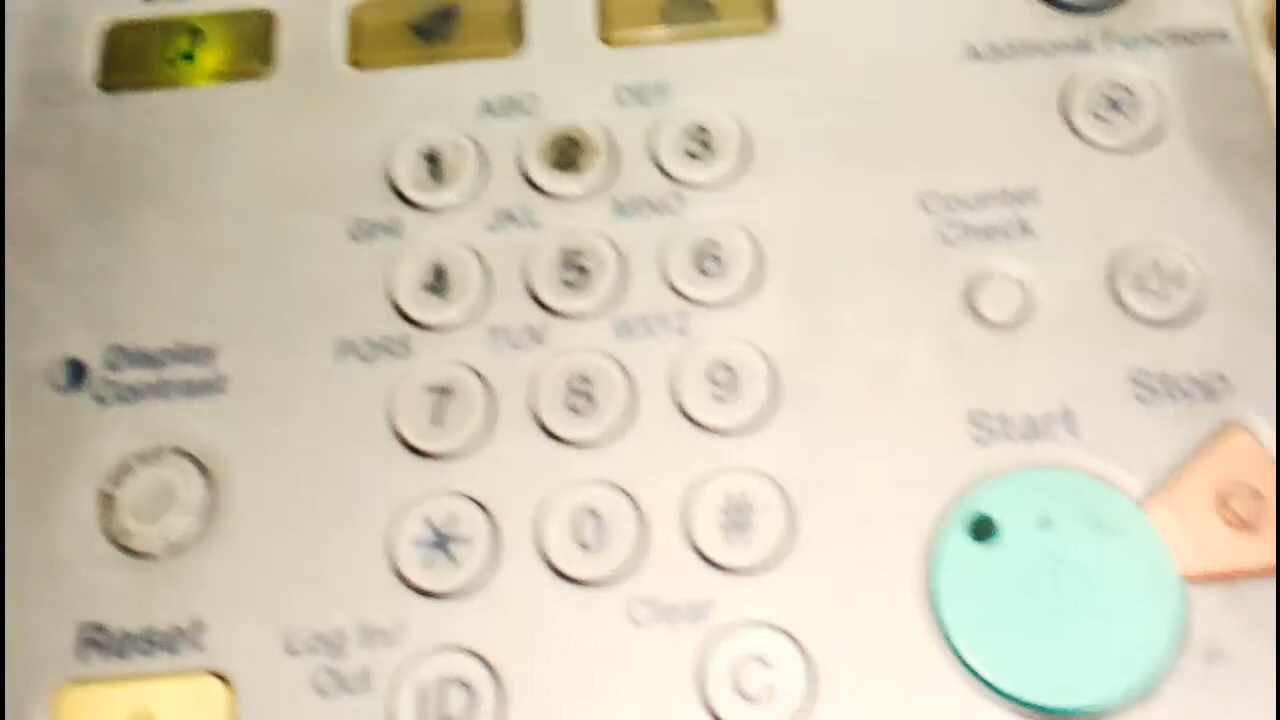 Additional Functions
ABC DEF
1 2 3
Counter
Check
GHI JKL MNO
4 5 6
PQRS TUV WXYZ
Display
Contrast
7 8 9
Stop
Start
* 0 #
Reset
Log In/
Out
Clear
ID
C